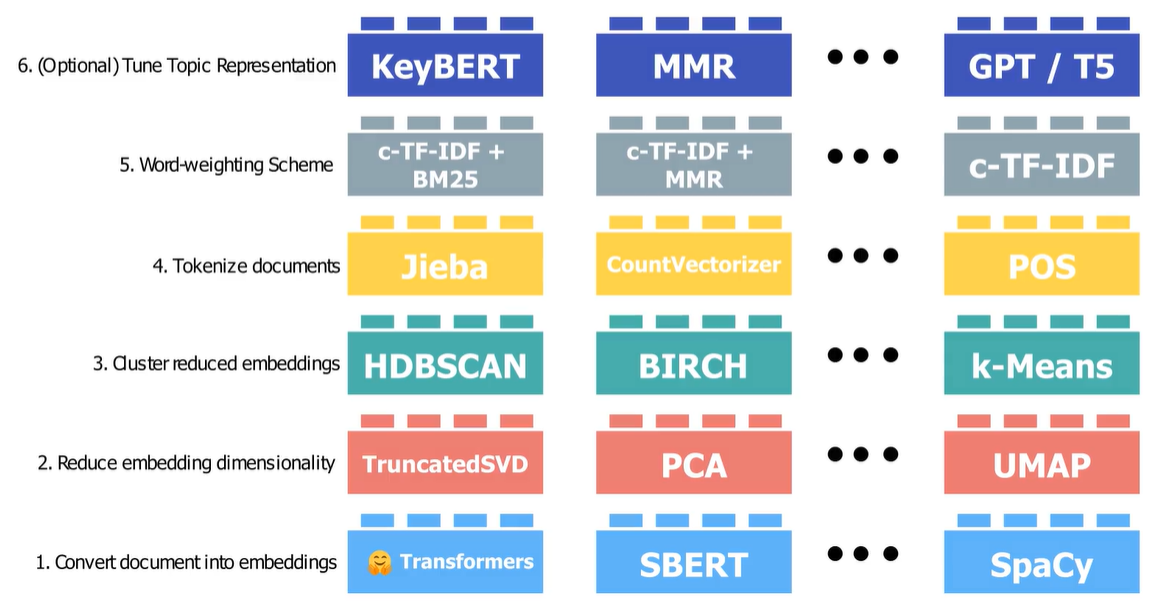 6. (Optional) Tune Topic Representation
KeyBERT
MMR
GPT / T5
5. Word-weighting Scheme
c-TF-IDF +
BM25
c-TF-IDF +
MMR
c-TF-IDF
4. Tokenize documents
Jieba
CountVectorizer
POS
3. Cluster reduced embeddings
HDBSCAN
BIRCH
k-Means
2. Reduce embedding dimensionality
TruncatedSVD
PCA
UMAP
1. Convert document into embeddings
🤗 Transformers
SBERT
SpaCy